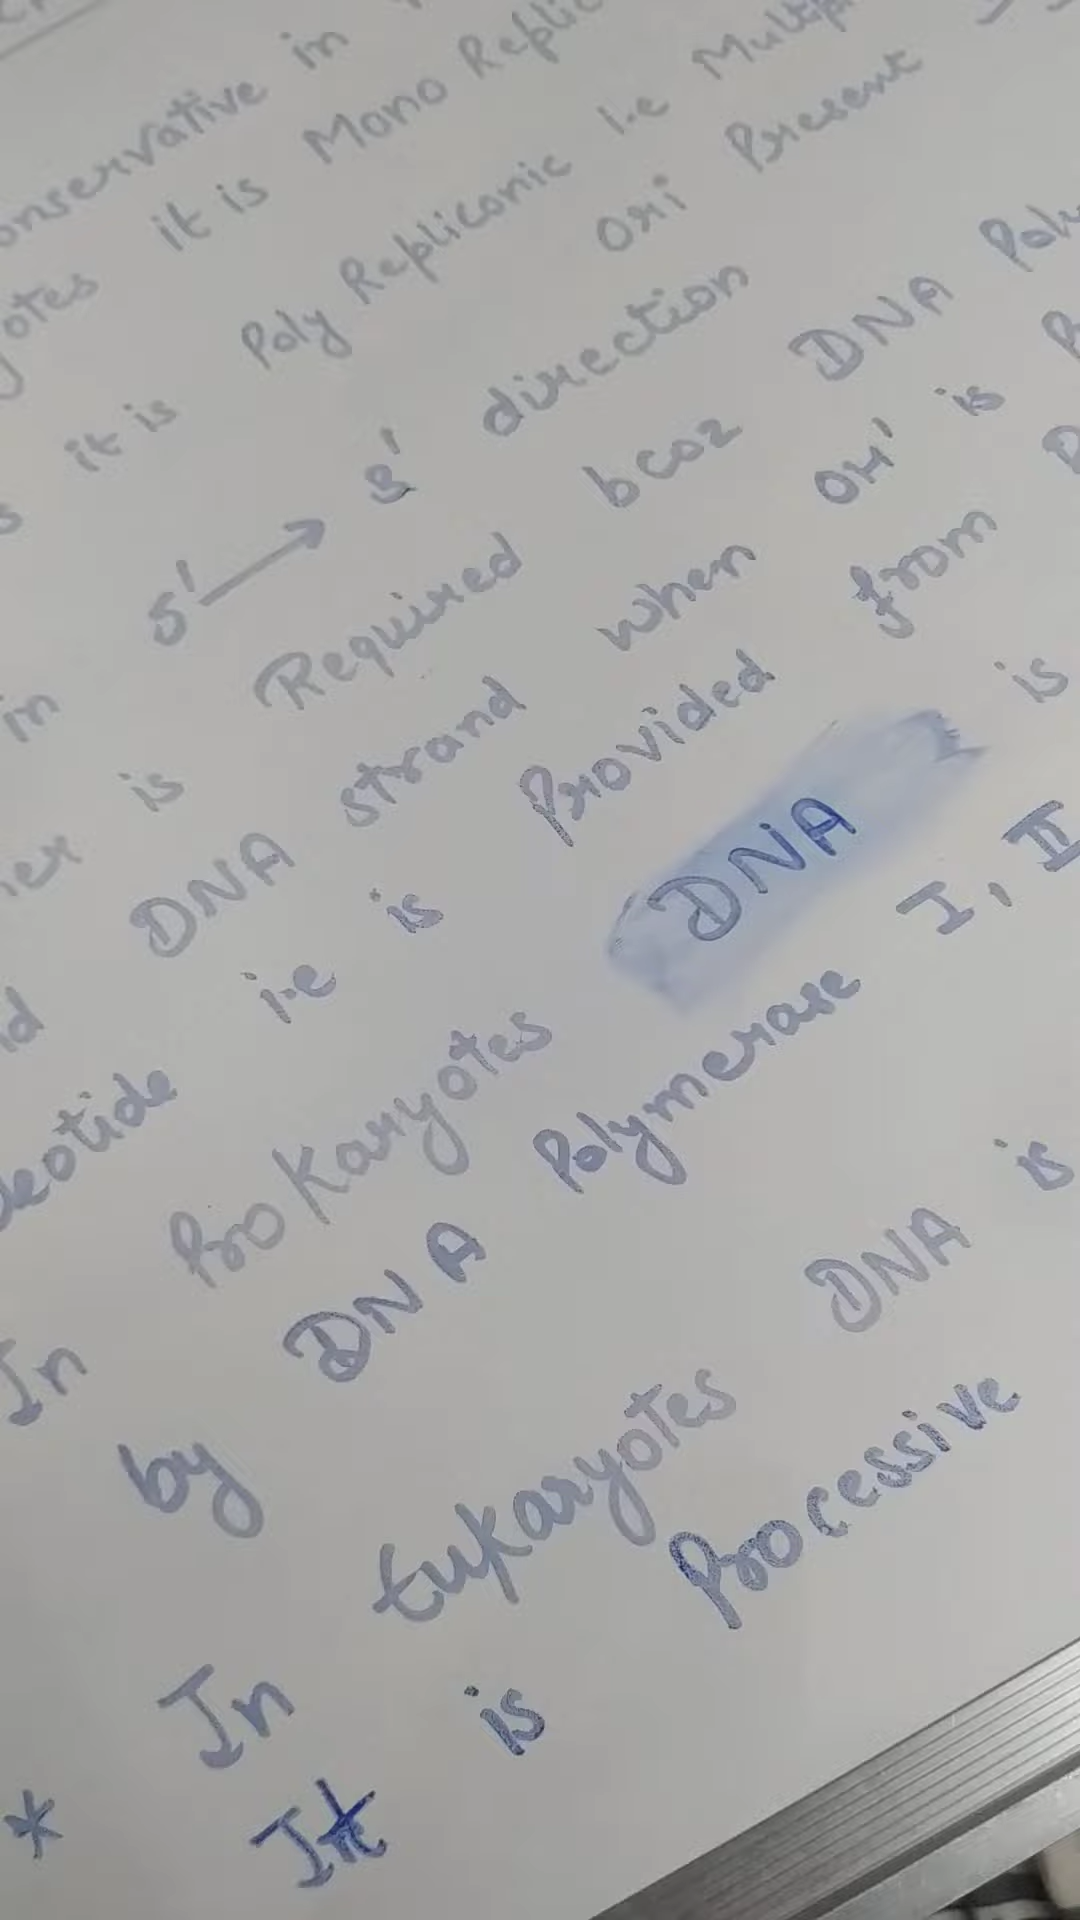 onservative in
otes it is Mono Replic
it is Poly Repliconic i.e Multip
Ori Present
in 5' → 3' direction
er is Required bcoz DNA Poly
DNA strand when OH' is
eotide i.e is Provided from
In Prokaryotes DNA is
by DNA Polymerase I, II
In Eukaryotes DNA is
* It is Processive